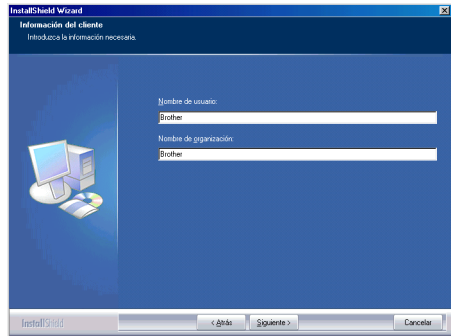 InstallShield Wizard
Información del cliente
Introduzca la información necesaria.
Nombre de usuario:
Brother
Nombre de organización:
Brother
InstallShield
< Atrás
Siguiente >
Cancelar